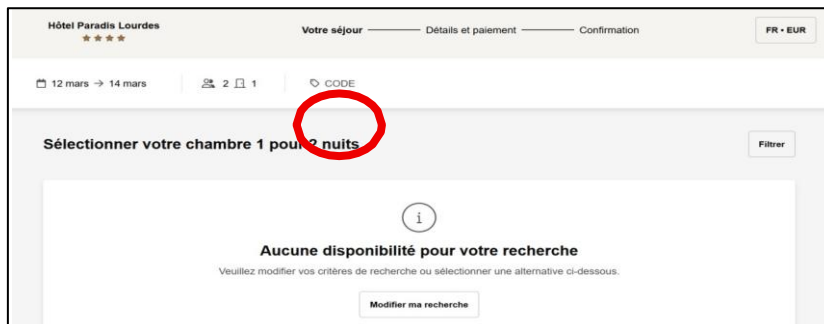 Hôtel Paradis Lourdes
★★★★
Votre séjour Détails et paiement Confirmation
FR • EUR
12 mars → 14 mars 2 1 CODE
Sélectionner votre chambre 1 pour 2 nuits
Filtrer
i
Aucune disponibilité pour votre recherche
Veuillez modifier vos critères de recherche ou sélectionner une alternative ci-dessous.
Modifier ma recherche